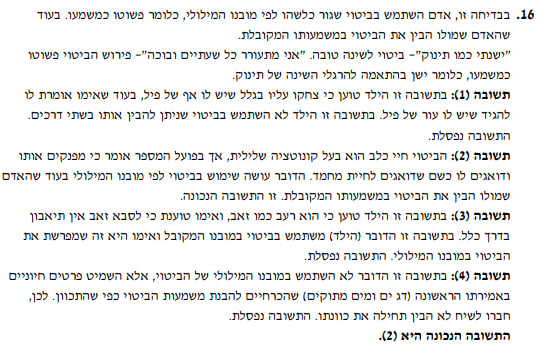 16. בבדיחה זו, אדם השתמש בביטוי שגור כלשהו לפי מובנו המילולי, כלומר פשוטו כמשמעו. בעוד
שהאדם שמולו הבין את הביטוי במשמעותו המקובלת.
"ישנתי כמו תינוק"- ביטוי לשינה טובה. "אני מתעורר כל שעתיים ובוכה"- פירוש הביטוי פשוטו
כמשמעו, כלומר ישן בהתאמה להרגלי השינה של תינוק.
תשובה (1): בתשובה זו הילד טוען כי צחקו עליו בגלל שיש לו אף של פיל, בעוד שאימו אומרת לו
להגיד שיש לו עור של פיל. בתשובה זו הילד לא השתמש בביטוי שניתן להבין אותו בשתי דרכים.
התשובה נפסלת.
תשובה (2): הביטוי חיי כלב הוא בעל קונוטציה שלילית, אך בפועל המספר אומר כי מפנקים אותו
ודואגים לו כשם שדואגים לחיית מחמד. הדובר עושה שימוש בביטוי לפי מובנו המילולי בעוד שהאדם
שמולו הבין את הביטוי במשמעותו המקובלת. זו התשובה הנכונה.
תשובה (3): בתשובה זו הילד טוען כי הוא רעב כמו זאב, ואימו טוענת כי לסבא זאב אין תיאבון
בדרך כלל. בתשובה זו הדובר (הילד) משתמש בביטוי במובנו המקובל ואימו היא זה שמפרשת את
הביטוי במובנו המילולי. התשובה נפסלת.
תשובה (4): בתשובה זו הדובר לא השתמש במובנו המילולי של הביטוי, אלא השמיט פרטים חיוניים
באמירתו הראשונה (דג ים ומים מתוקים) שהכרחיים להבנת משמעות הביטוי כפי שהתכוון. לכן,
חברו לשיח לא הבין תחילה את כוונתו. התשובה נפסלת.
התשובה הנכונה היא (2).